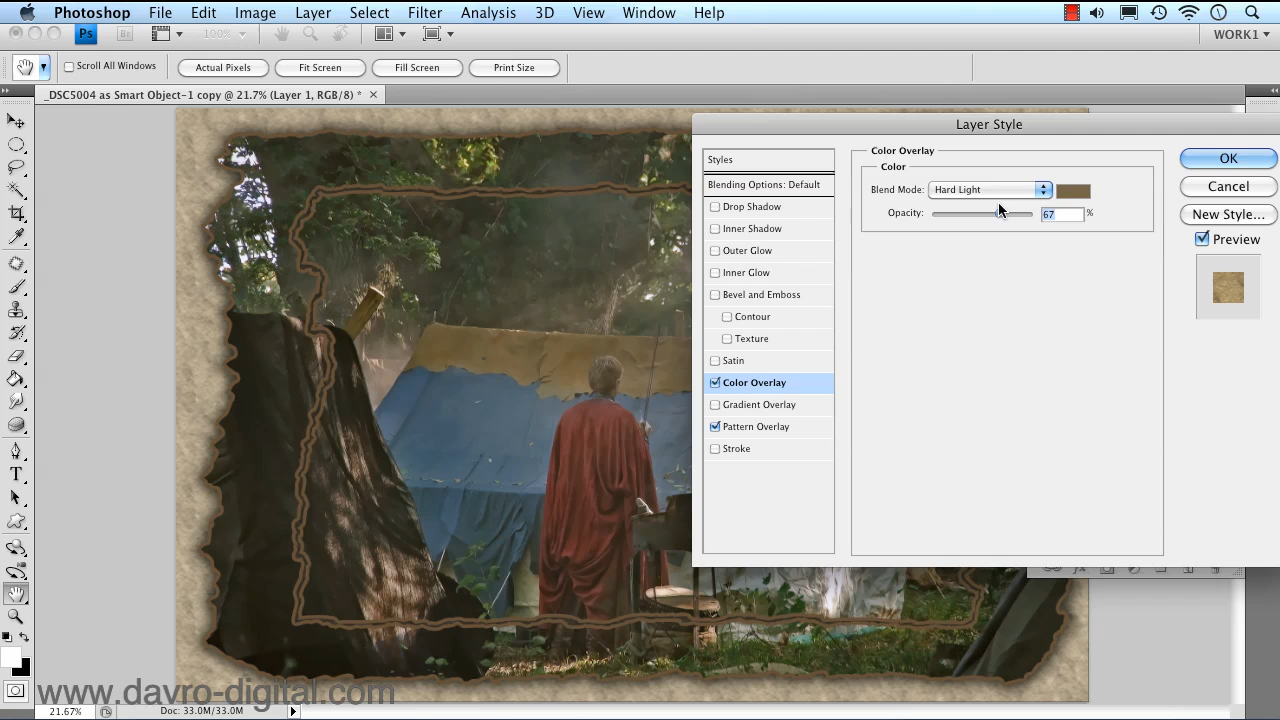 Photoshop File Edit Image Layer Select Filter Analysis 3D View Window Help
Ps Br 100% WORK1
Scroll All Windows Actual Pixels Fit Screen Fill Screen Print Size
_DSC5004 as Smart Object-1 copy @ 21.7% (Layer 1, RGB/8) *
Layer Style
Styles
Blending Options: Default
Drop Shadow
Inner Shadow
Outer Glow
Inner Glow
Bevel and Emboss
Contour
Texture
Satin
Color Overlay
Gradient Overlay
Pattern Overlay
Stroke
Color Overlay
Color
Blend Mode: Hard Light
Opacity: 67 %
OK
Cancel
New Style...
Preview
T
www.davro-digital.com
21.67% Doc: 33.0M/33.0M